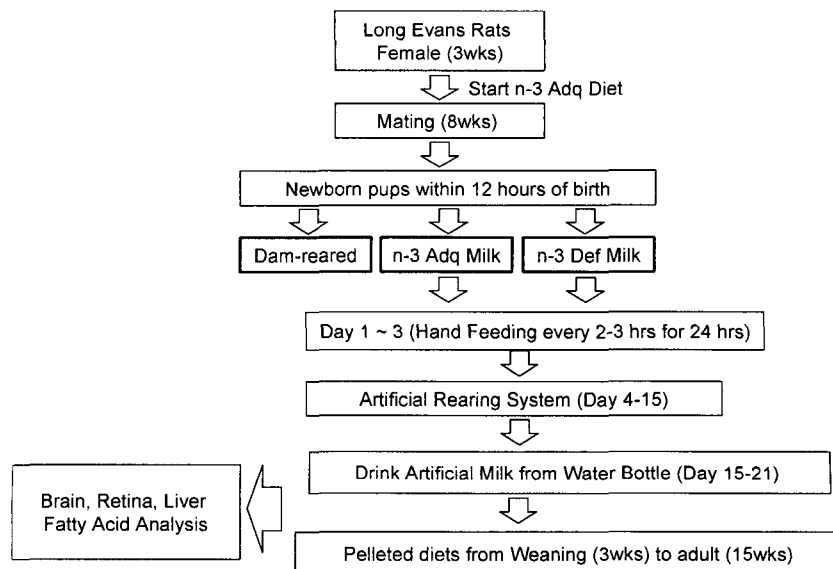 Long Evans Rats
Female (3wks)
Start n-3 Adq Diet
Mating (8wks)
Newborn pups within 12 hours of birth
Dam-reared
n-3 Adq Milk
n-3 Def Milk
Day 1 ~ 3 (Hand Feeding every 2-3 hrs for 24 hrs)
Artificial Rearing System (Day 4-15)
Drink Artificial Milk from Water Bottle (Day 15-21)
Brain, Retina, Liver
Fatty Acid Analysis
Pelleted diets from Weaning (3wks) to adult (15wks)